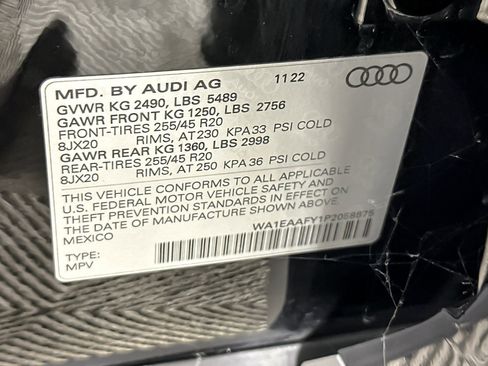 MFD. BY AUDI AG 11 22
GVWR KG 2490, LBS 5489
GAWR FRONT KG 1250, LBS 2756
FRONT-TIRES 255/45 R20
8JX20 RIMS, AT 230 KPA 33 PSI COLD
GAWR REAR KG 1360, LBS 2998
REAR-TIRES 255/45 R20
8JX20 RIMS, AT 250 KPA 36 PSI COLD
THIS VEHICLE CONFORMS TO ALL APPLICABLE
U.S. FEDERAL MOTOR VEHICLE SAFETY AND
THEFT PREVENTION STANDARDS IN EFFECT ON
THE DATE OF MANUFACTURE SHOWN ABOVE.
MEXICO
WA1EAAFY1P2058875
TYPE:
MPV